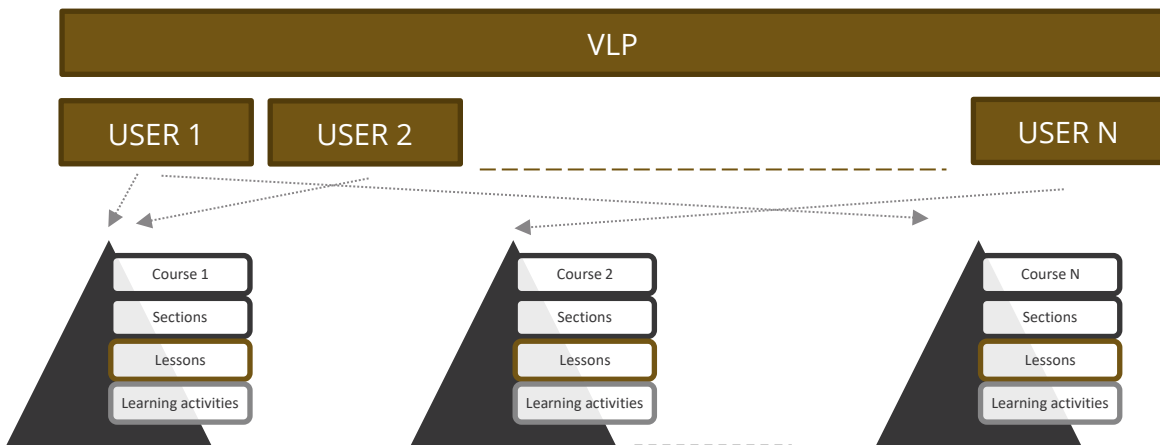 VLP
USER 1
USER 2
USER N
Course 1
Sections
Lessons
Learning activities
Course 2
Sections
Lessons
Learning activities
Course N
Sections
Lessons
Learning activities